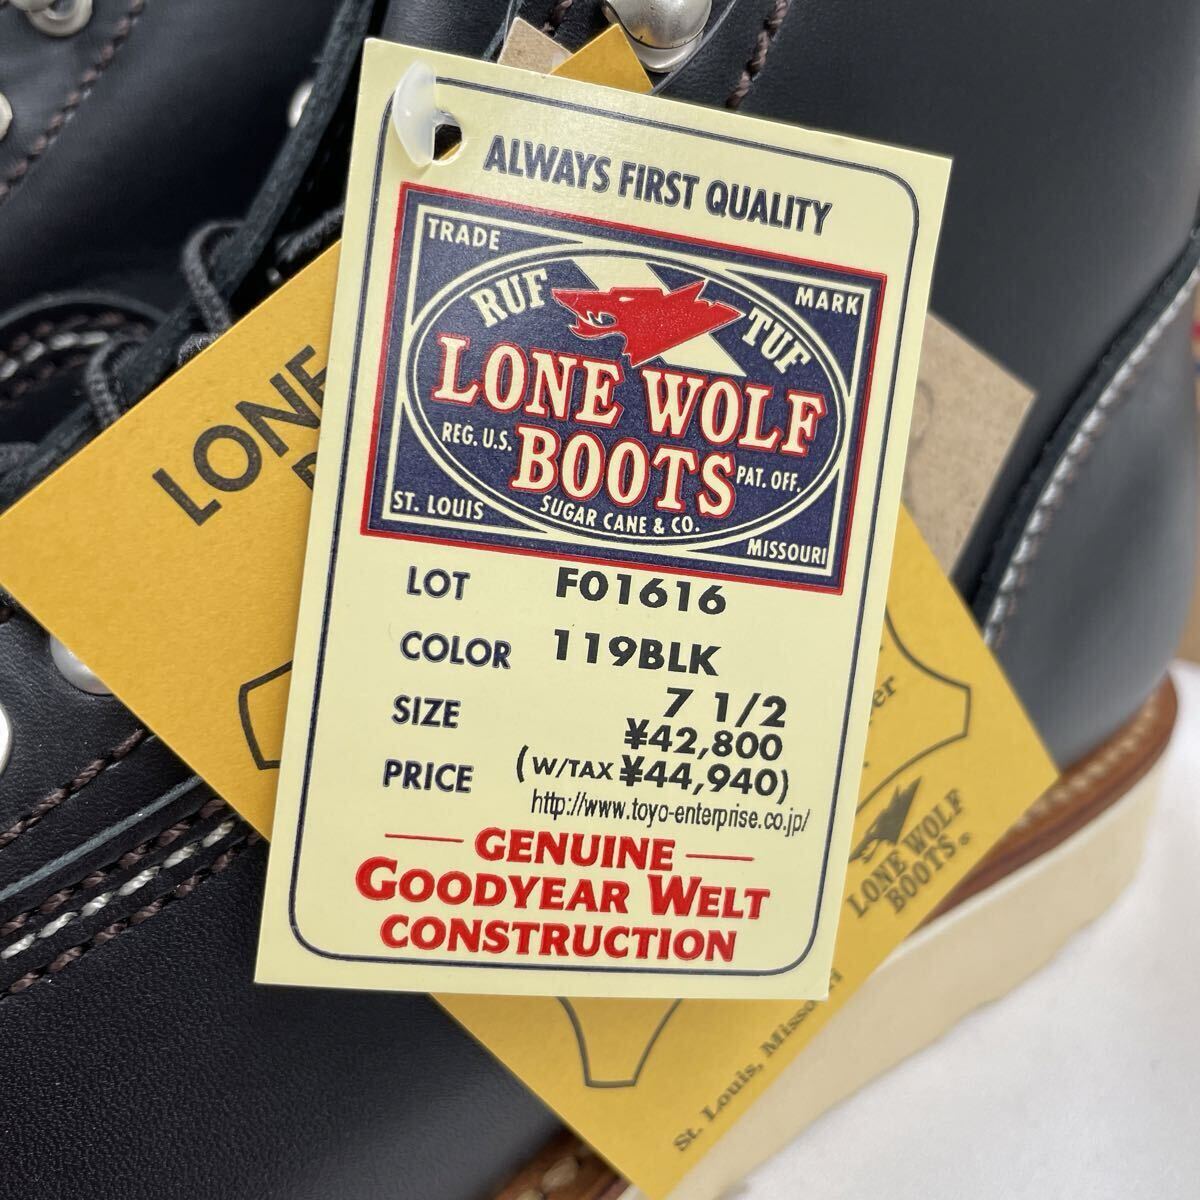 ALWAYS FIRST QUALITY
TRADE MARK
RUF TUF
LONE WOLF
REG. U.S. BOOTS PAT. OFF.
SUGAR CANE & CO.
ST. LOUIS MISSOURI
LOT F01616
COLOR 119BLK
SIZE 7 1/2
¥42,800
PRICE (W/TAX ¥44,940)
http://www.toyo-enterprise.co.jp/
GENUINE
GOODYEAR WELT
CONSTRUCTION
LONE
LONE WOLF
BOOTS®
St. Louis,